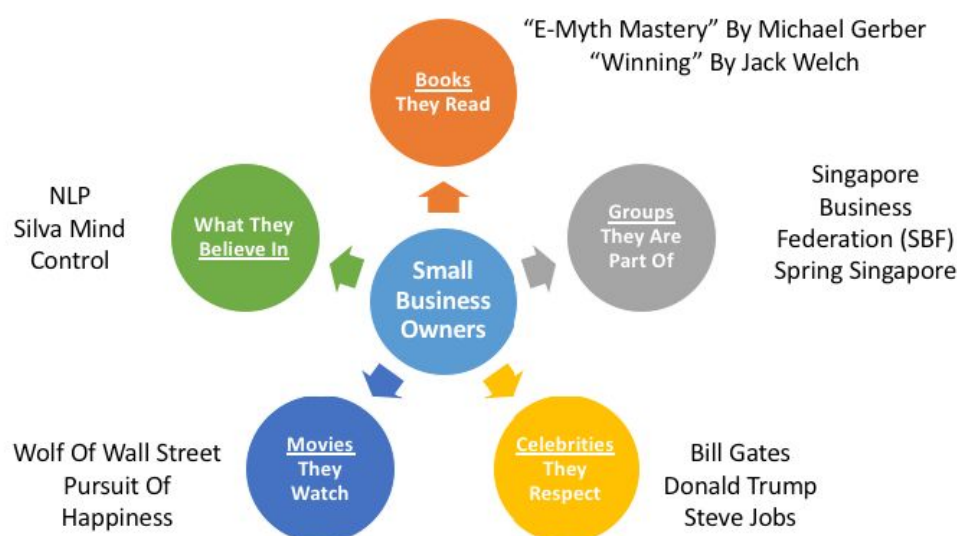 “E-Myth Mastery” By Michael Gerber
“Winning” By Jack Welch
Books
They Read
NLP
Silva Mind
Control
What They
Believe In
Groups
They Are
Part Of
Singapore
Business
Federation (SBF)
Spring Singapore
Small
Business
Owners
Wolf Of Wall Street
Pursuit Of
Happiness
Movies
They
Watch
Celebrities
They
Respect
Bill Gates
Donald Trump
Steve Jobs